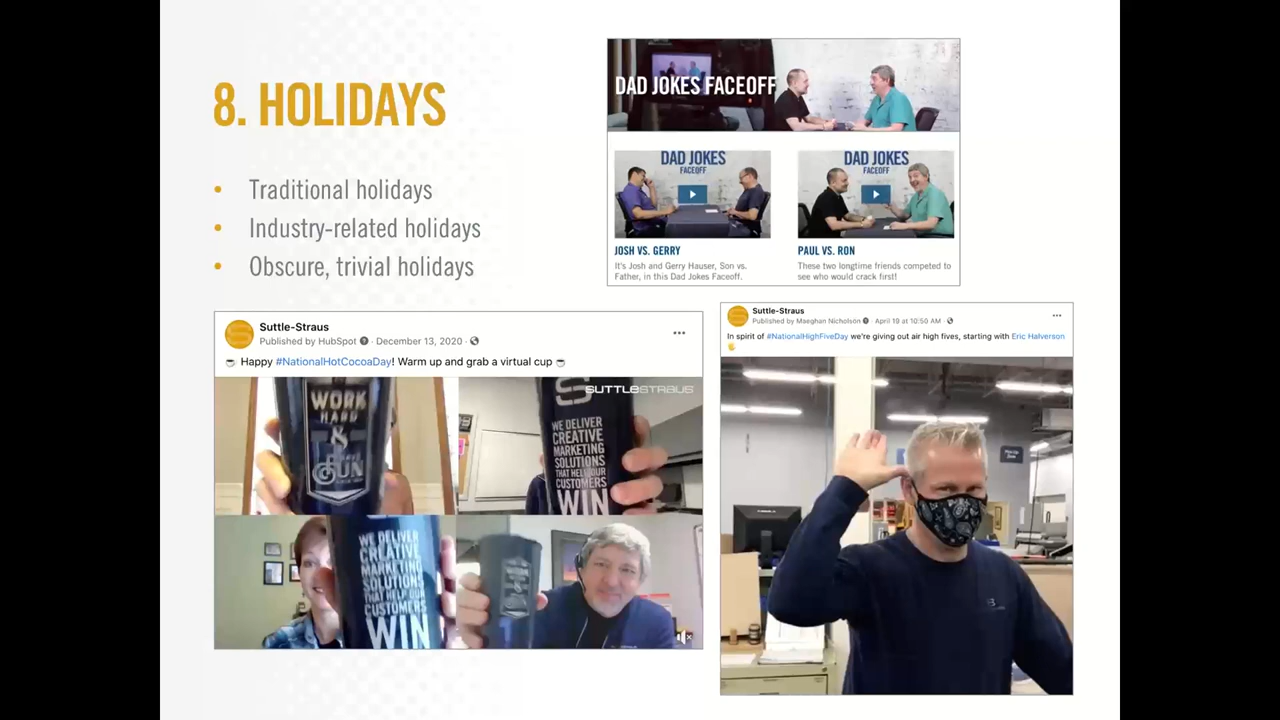 8. HOLIDAYS
• Traditional holidays
• Industry-related holidays
• Obscure, trivial holidays
DAD JOKES FACEOFF
DAD JOKES
FACEOFF
JOSH VS. GERRY
It's Josh and Gerry Hauser, Son vs.
Father, in this Dad Jokes Faceoff.
DAD JOKES
FACEOFF
PAUL VS. RON
These two longtime friends competed to
see who would crack first!
Suttle-Straus
Published by HubSpot · December 13, 2020 ·
Happy #NationalHotCocoaDay! Warm up and grab a virtual cup
WORK
HARD
&
HAVE
FUN
SUTTLESTRAUS
WE DELIVER
CREATIVE
MARKETING
SOLUTIONS
THAT HELP OUR
CUSTOMERS
WIN
WE DELIVER
CREATIVE
MARKETING
SOLUTIONS
THAT HELP OUR
CUSTOMERS
WIN
Suttle-Straus
Published by Maeghan Nicholson · April 19 at 10:50 AM ·
In spirit of #NationalHighFiveDay we're giving out air high fives, starting with Eric Halverson